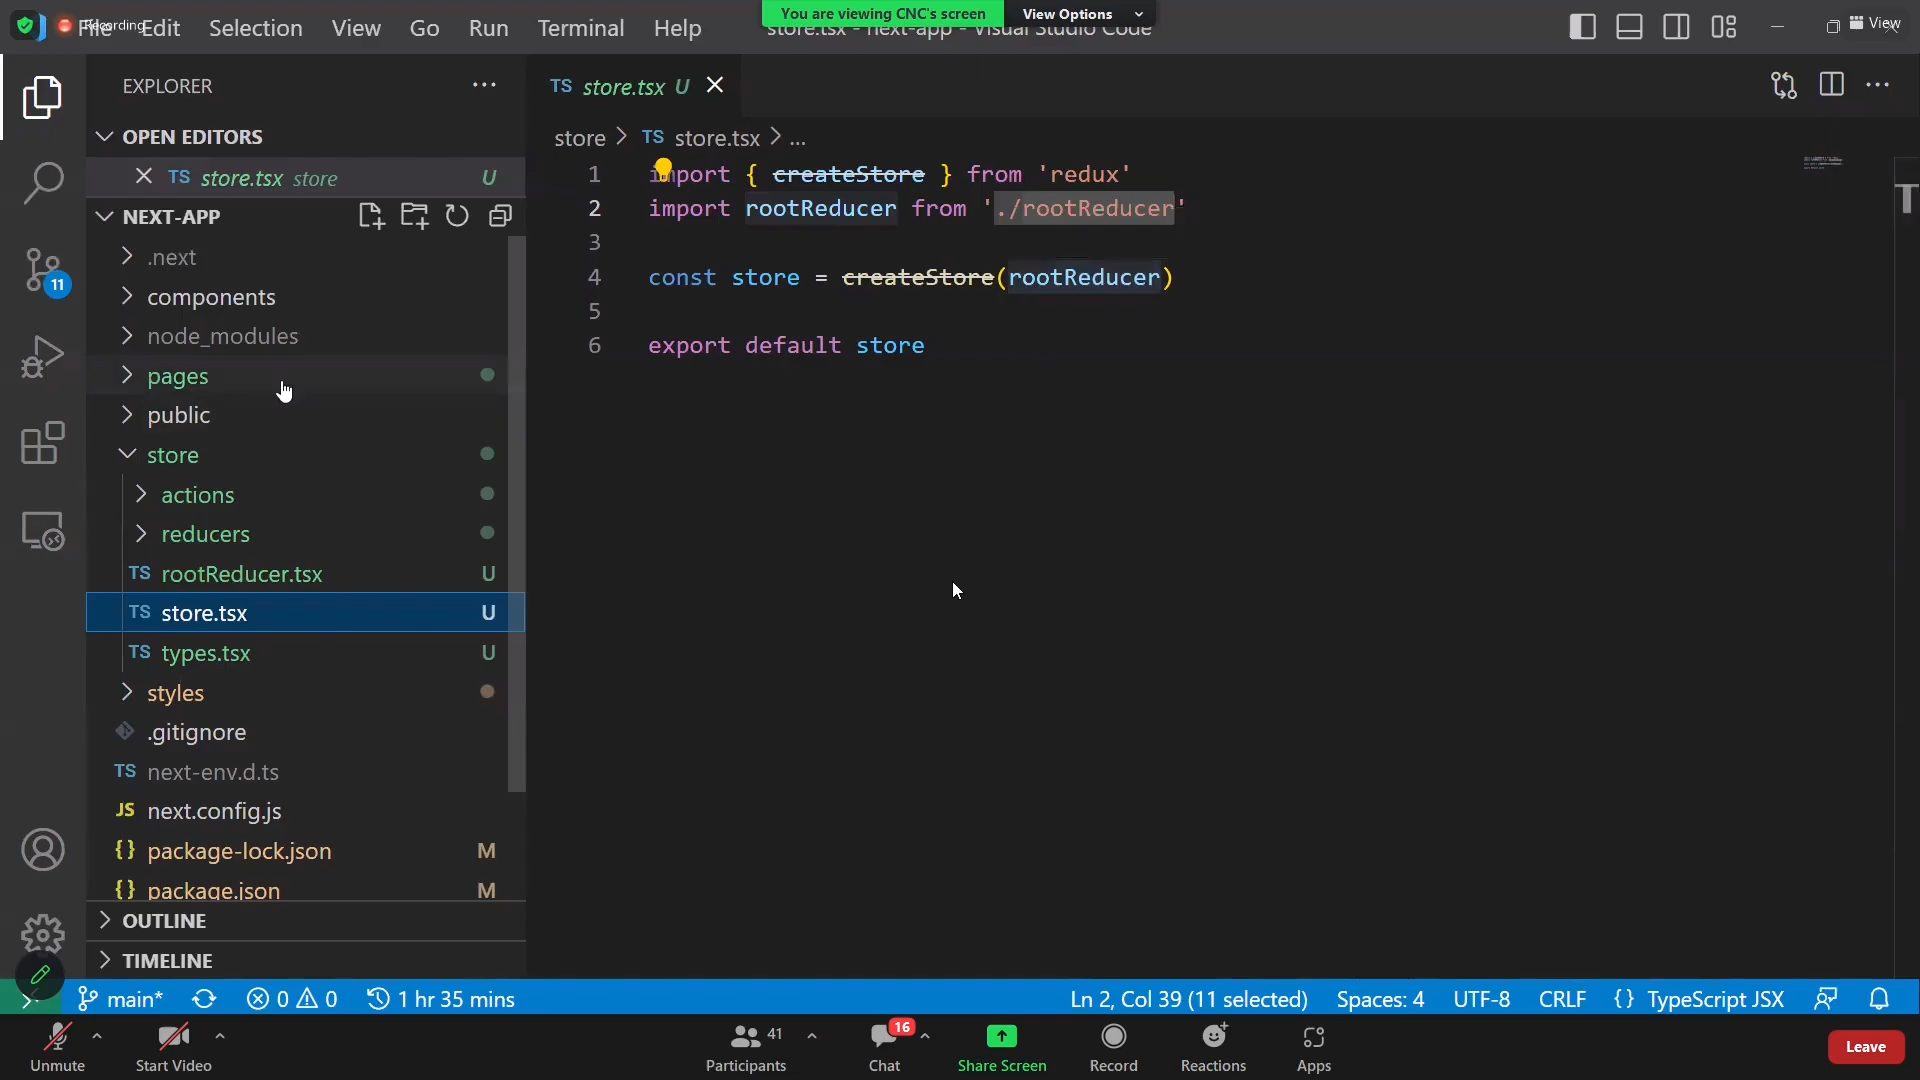 Recording
File Edit Selection View Go Run Terminal Help
You are viewing CNC's screen View Options
store.tsx - next-app - Visual Studio Code
View
EXPLORER
OPEN EDITORS
TS store.tsx store U
NEXT-APP
.next
components
node_modules
pages
public
store
actions
reducers
TS rootReducer.tsx U
TS store.tsx U
TS types.tsx U
styles
.gitignore
TS next-env.d.ts
JS next.config.js
{} package-lock.json M
{} package.json M
OUTLINE
TIMELINE
11
TS store.tsx U
store > TS store.tsx > ...
1 import { createStore } from 'redux'
2 import rootReducer from './rootReducer'
3
4 const store = createStore(rootReducer)
5
6 export default store
main* 0 0 1 hr 35 mins
Ln 2, Col 39 (11 selected) Spaces: 4 UTF-8 CRLF {} TypeScript JSX
Unmute Start Video
41 Participants
16 Chat
Share Screen Record Reactions Apps
Leave